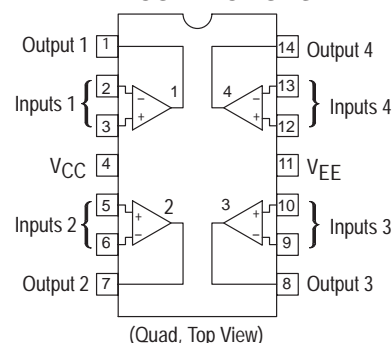 Output 1 1 14 Output 4
Inputs 1 { 2 − 1 4 − 13 } Inputs 4
3 + + 12
VCC 4 11 VEE
Inputs 2 { 5 + 2 3 + 10 } Inputs 3
6 − − 9
Output 2 7 8 Output 3
(Quad, Top View)